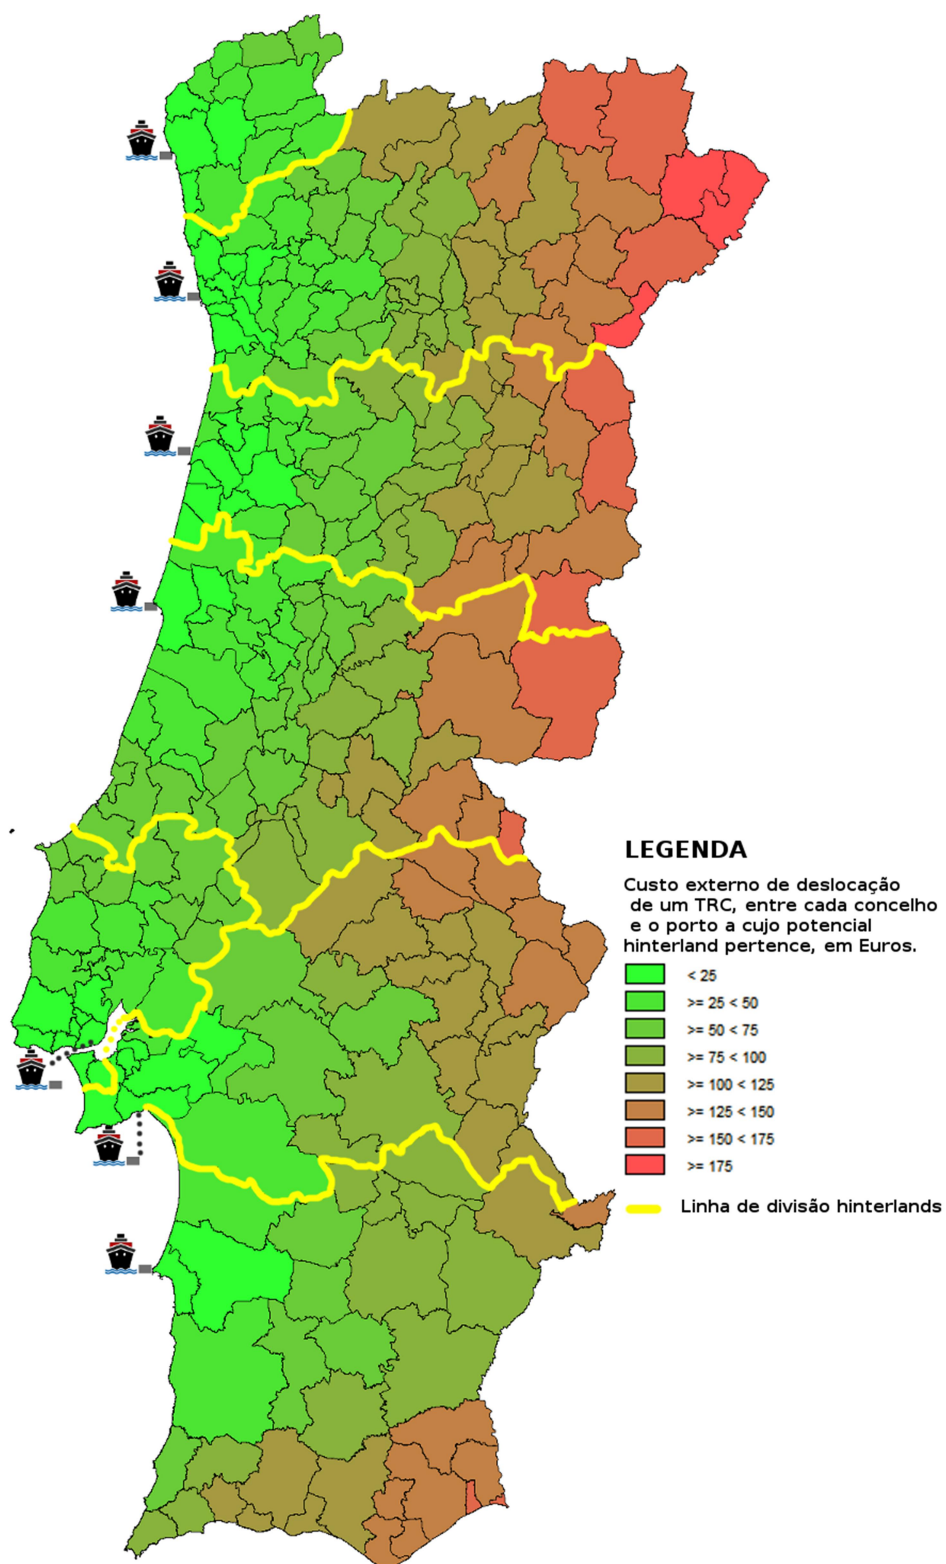 LEGENDA
Custo externo de deslocação
de um TRC, entre cada concelho
e o porto a cujo potencial
hinterland pertence, em Euros.
< 25
>= 25 < 50
>= 50 < 75
>= 75 < 100
>= 100 < 125
>= 125 < 150
>= 150 < 175
>= 175
Linha de divisão hinterlands